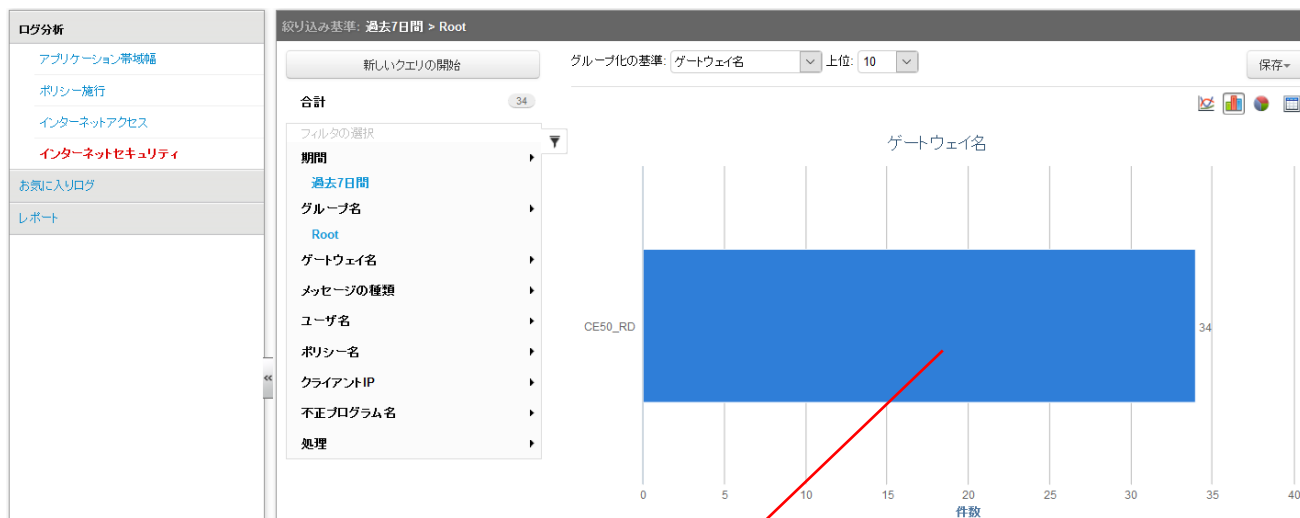 ログ分析
アプリケーション帯域幅
ポリシー施行
インターネットアクセス
インターネットセキュリティ
お気に入りログ
レポート
絞り込み基準: 過去7日間 > Root
新しいクエリの開始
グループ化の基準: ゲートウェイ名 上位: 10
保存
合計 34
フィルタの選択
期間
過去7日間
グループ名
Root
ゲートウェイ名
メッセージの種類
ユーザ名
ポリシー名
クライアントIP
不正プログラム名
処理
«
ゲートウェイ名
CE50_RD
34
0 5 10 15 20 25 30 35 40
件数